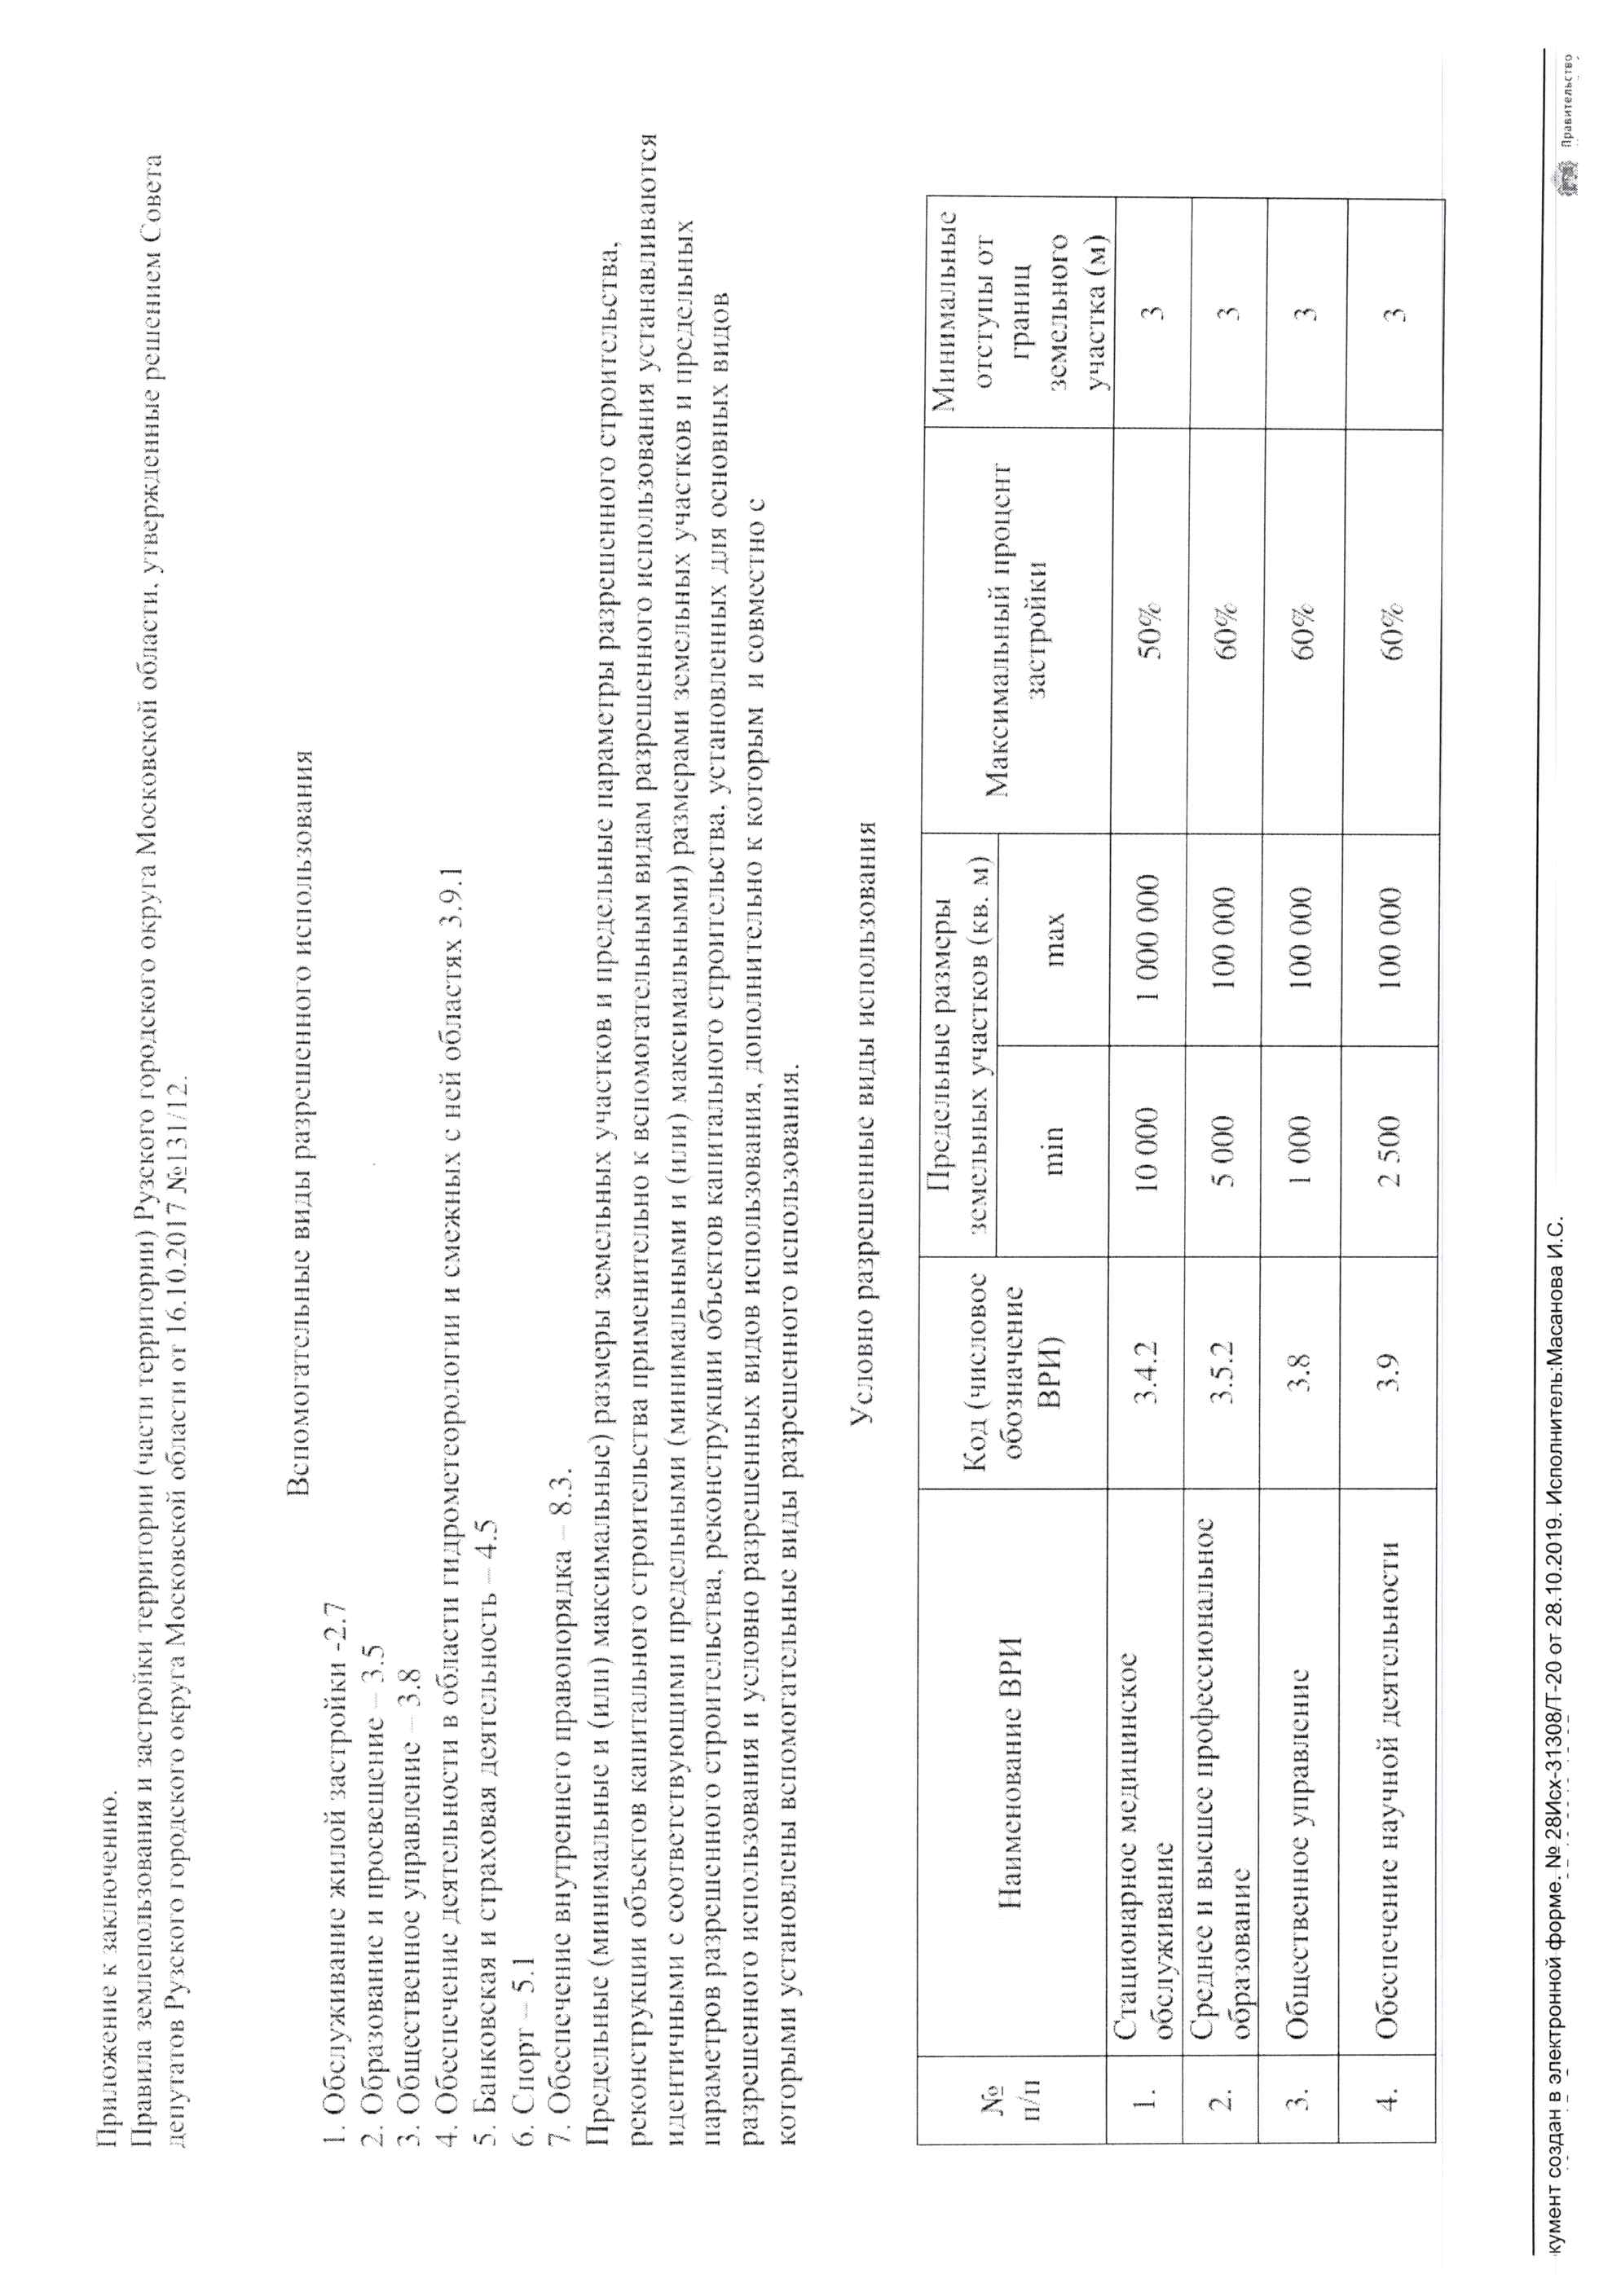 Приложение к заключению.
Правила землепользования и застройки территории (части территории) Рузского городского округа Московской области, утвержденные решением Совета
депутатов Рузского городского округа Московской области от 16.10.2017 №131/12.
Вспомогательные виды разрешенного использования
1. Обслуживание жилой застройки -2.7
2. Образование и просвещение – 3.5
3. Общественное управление – 3.8
4. Обеспечение деятельности в области гидрометеорологии и смежных с ней областях 3.9.1
5. Банковская и страховая деятельность – 4.5
6. Спорт – 5.1
7. Обеспечение внутреннего правопорядка – 8.3.
Предельные (минимальные и (или) максимальные) размеры земельных участков и предельные параметры разрешенного строительства,
реконструкции объектов капитального строительства применительно к вспомогательным видам разрешенного использования устанавливаются
идентичными с соответствующими предельными (минимальными и (или) максимальными) размерами земельных участков и предельных
параметров разрешенного строительства, реконструкции объектов капитального строительства, установленных для основных видов
разрешенного использования и условно разрешенных видов использования, дополнительно к которым и совместно с
которыми установлены вспомогательные виды разрешенного использования.
Условно разрешенные виды использования
№ п/п
Наименование ВРИ
Код (числовое
обозначение
ВРИ)
Предельные размеры
земельных участков (кв. м)
min
max
Максимальный процент
застройки
Минимальные
отступы от
границ
земельного
участка (м)
1. Стационарное медицинское
обслуживание 3.4.2 10 000 1 000 000 50% 3
2. Среднее и высшее профессиональное
образование 3.5.2 5 000 100 000 60% 3
3. Общественное управление 3.8 1 000 100 000 60% 3
4. Обеспечение научной деятельности 3.9 2 500 100 000 60% 3
кумент создан в электронной форме. № 28Исх-31308/Т-20 от 28.10.2019. Исполнитель:Масанова И.С.
Правительство